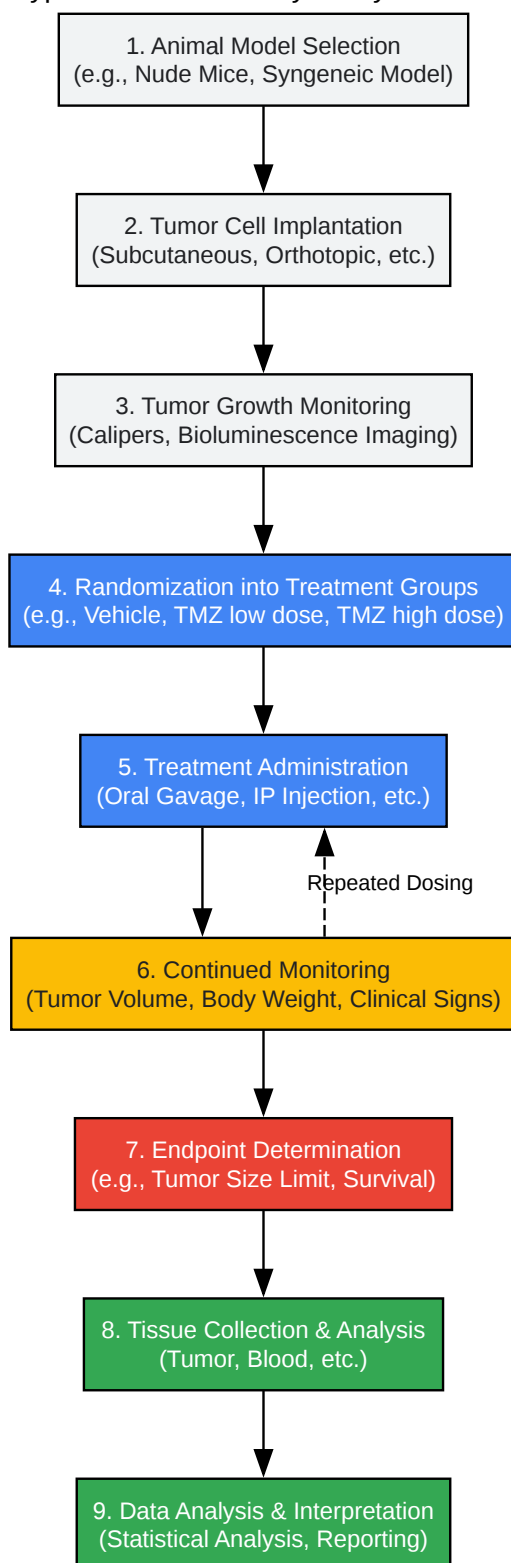 1. Animal Model Selection
(e.g., Nude Mice, Syngeneic Model)
2. Tumor Cell Implantation
(Subcutaneous, Orthotopic, etc.)
3. Tumor Growth Monitoring
(Calipers, Bioluminescence Imaging)
4. Randomization into Treatment Groups
(e.g., Vehicle, TMZ low dose, TMZ high dose)
5. Treatment Administration
(Oral Gavage, IP Injection, etc.)
Repeated Dosing
6. Continued Monitoring
(Tumor Volume, Body Weight, Clinical Signs)
7. Endpoint Determination
(e.g., Tumor Size Limit, Survival)
8. Tissue Collection & Analysis
(Tumor, Blood, etc.)
9. Data Analysis & Interpretation
(Statistical Analysis, Reporting)